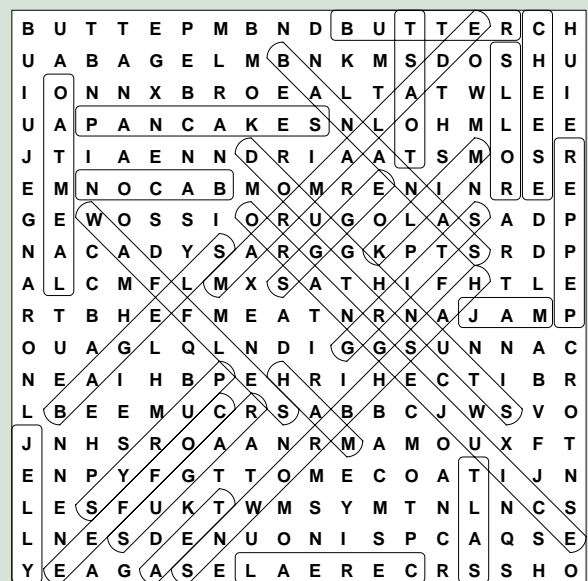 B U T T E P M B N D B U T T E R C H
U A B A G E L M B N K M S D O S H U
I O N N X B R O E A L T A T W L E I
U A P A N C A K E S N L O H M L E E
J T I A E N N D R I A A T S M O S R
E M N O C A B M O M R E N I N R E E
G E W O S S I O R U G O L A S A D P
N A C A D Y S A R G G K P T S R D P
A L C M F L M X S A T H I F H T L E
R T B H E F M E A T N R N A J A M P
O U A G L Q L N D I G G S U N N A C
N E A I H B P E H R I H E C T I B R
L B E E M U C R S A B B C J W S V O
J N H S R O A A N R M A M O U X F T
E N P Y F G T T O M E C O A T I J N
L E S F U K T W M S Y M T N L N C S
L N E S D E N U O N I S P C A Q S E
Y E A G A S E L A E R E C R S S H O